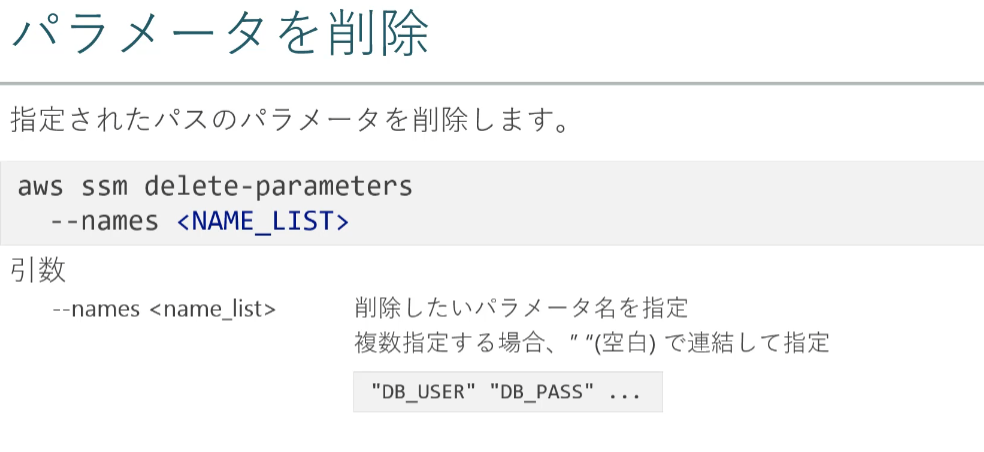 パラメータを削除
指定されたパスのパラメータを削除します。
aws ssm delete-parameters
--names <NAME_LIST>
引数
--names <name_list> 削除したいパラメータ名を指定
複数指定する場合、” ”(空白) で連結して指定
"DB_USER" "DB_PASS" ...